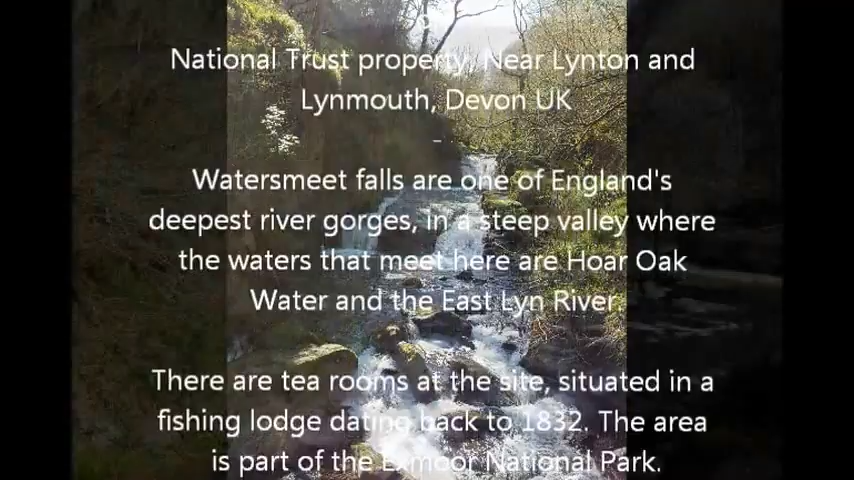 National Trust property, Near Lynton and
Lynmouth, Devon UK
-
Watersmeet falls are one of England's
deepest river gorges, in a steep valley where
the waters that meet here are Hoar Oak
Water and the East Lyn River.
There are tea rooms at the site, situated in a
fishing lodge dating back to 1832. The area
is part of the Exmoor National Park.